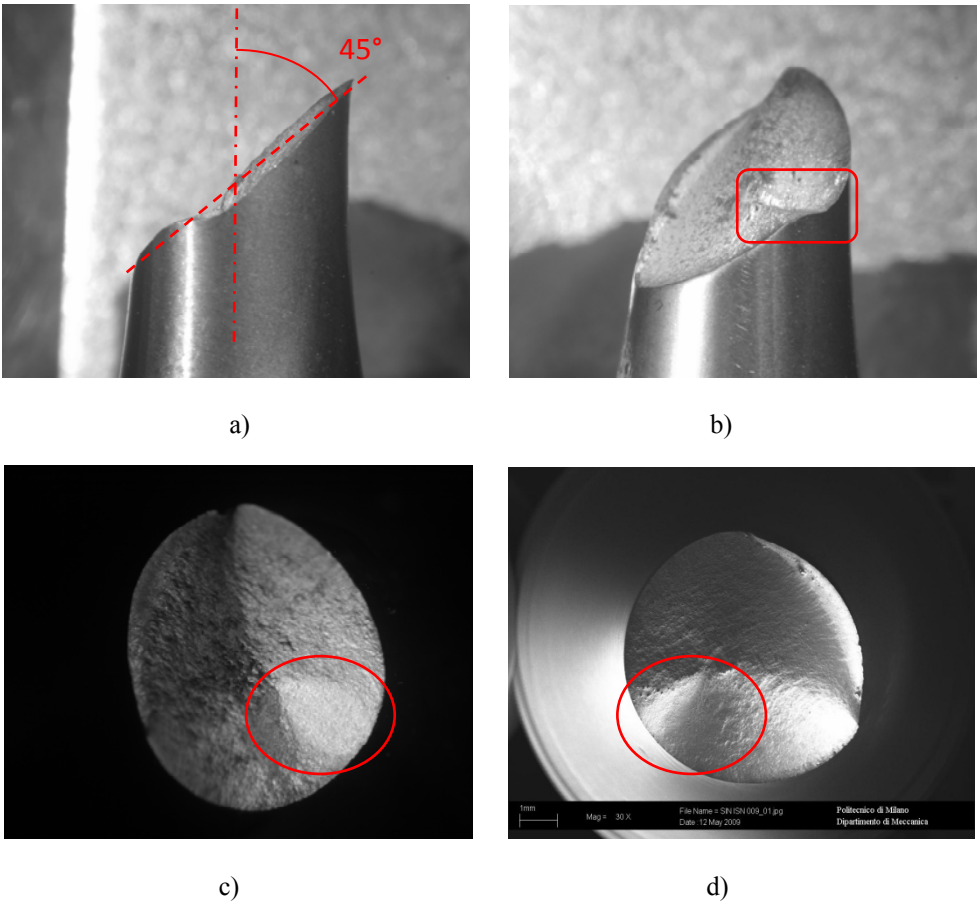 45°
a)
b)
1mm
Mag = 30 X
File Name = SIN ISN 009_01.jpg
Date : 12 May 2009
Politecnico di Milano
Dipartimento di Meccanica
c)
d)